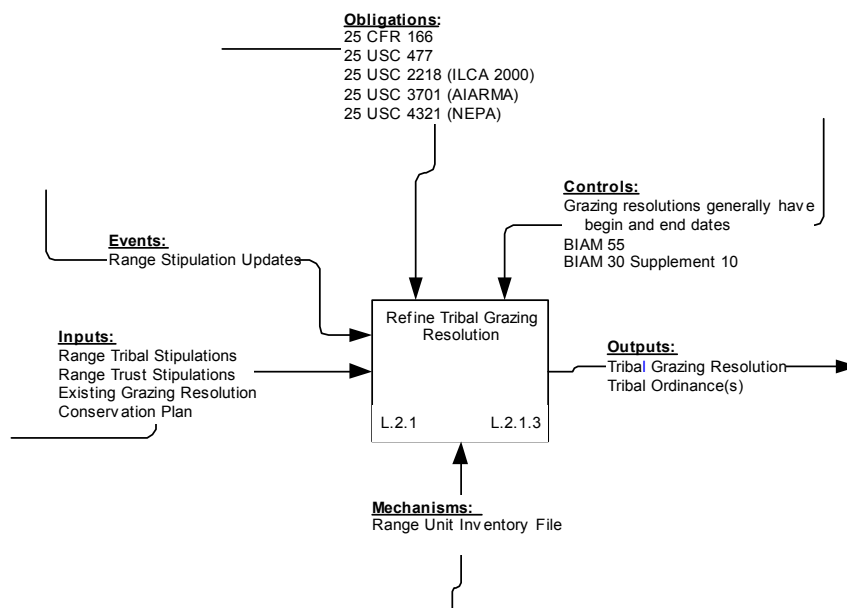 Obligations:
25 CFR 166
25 USC 477
25 USC 2218 (ILCA 2000)
25 USC 3701 (AIARMA)
25 USC 4321 (NEPA)
Controls:
Grazing resolutions generally have
begin and end dates
BIAM 55
BIAM 30 Supplement 10
Events:
Range Stipulation Updates
Inputs:
Range Tribal Stipulations
Range Trust Stipulations
Existing Grazing Resolution
Conservation Plan
Refine Tribal Grazing
Resolution
L.2.1
L.2.1.3
Outputs:
Tribal Grazing Resolution
Tribal Ordinance(s)
Mechanisms:
Range Unit Inventory File